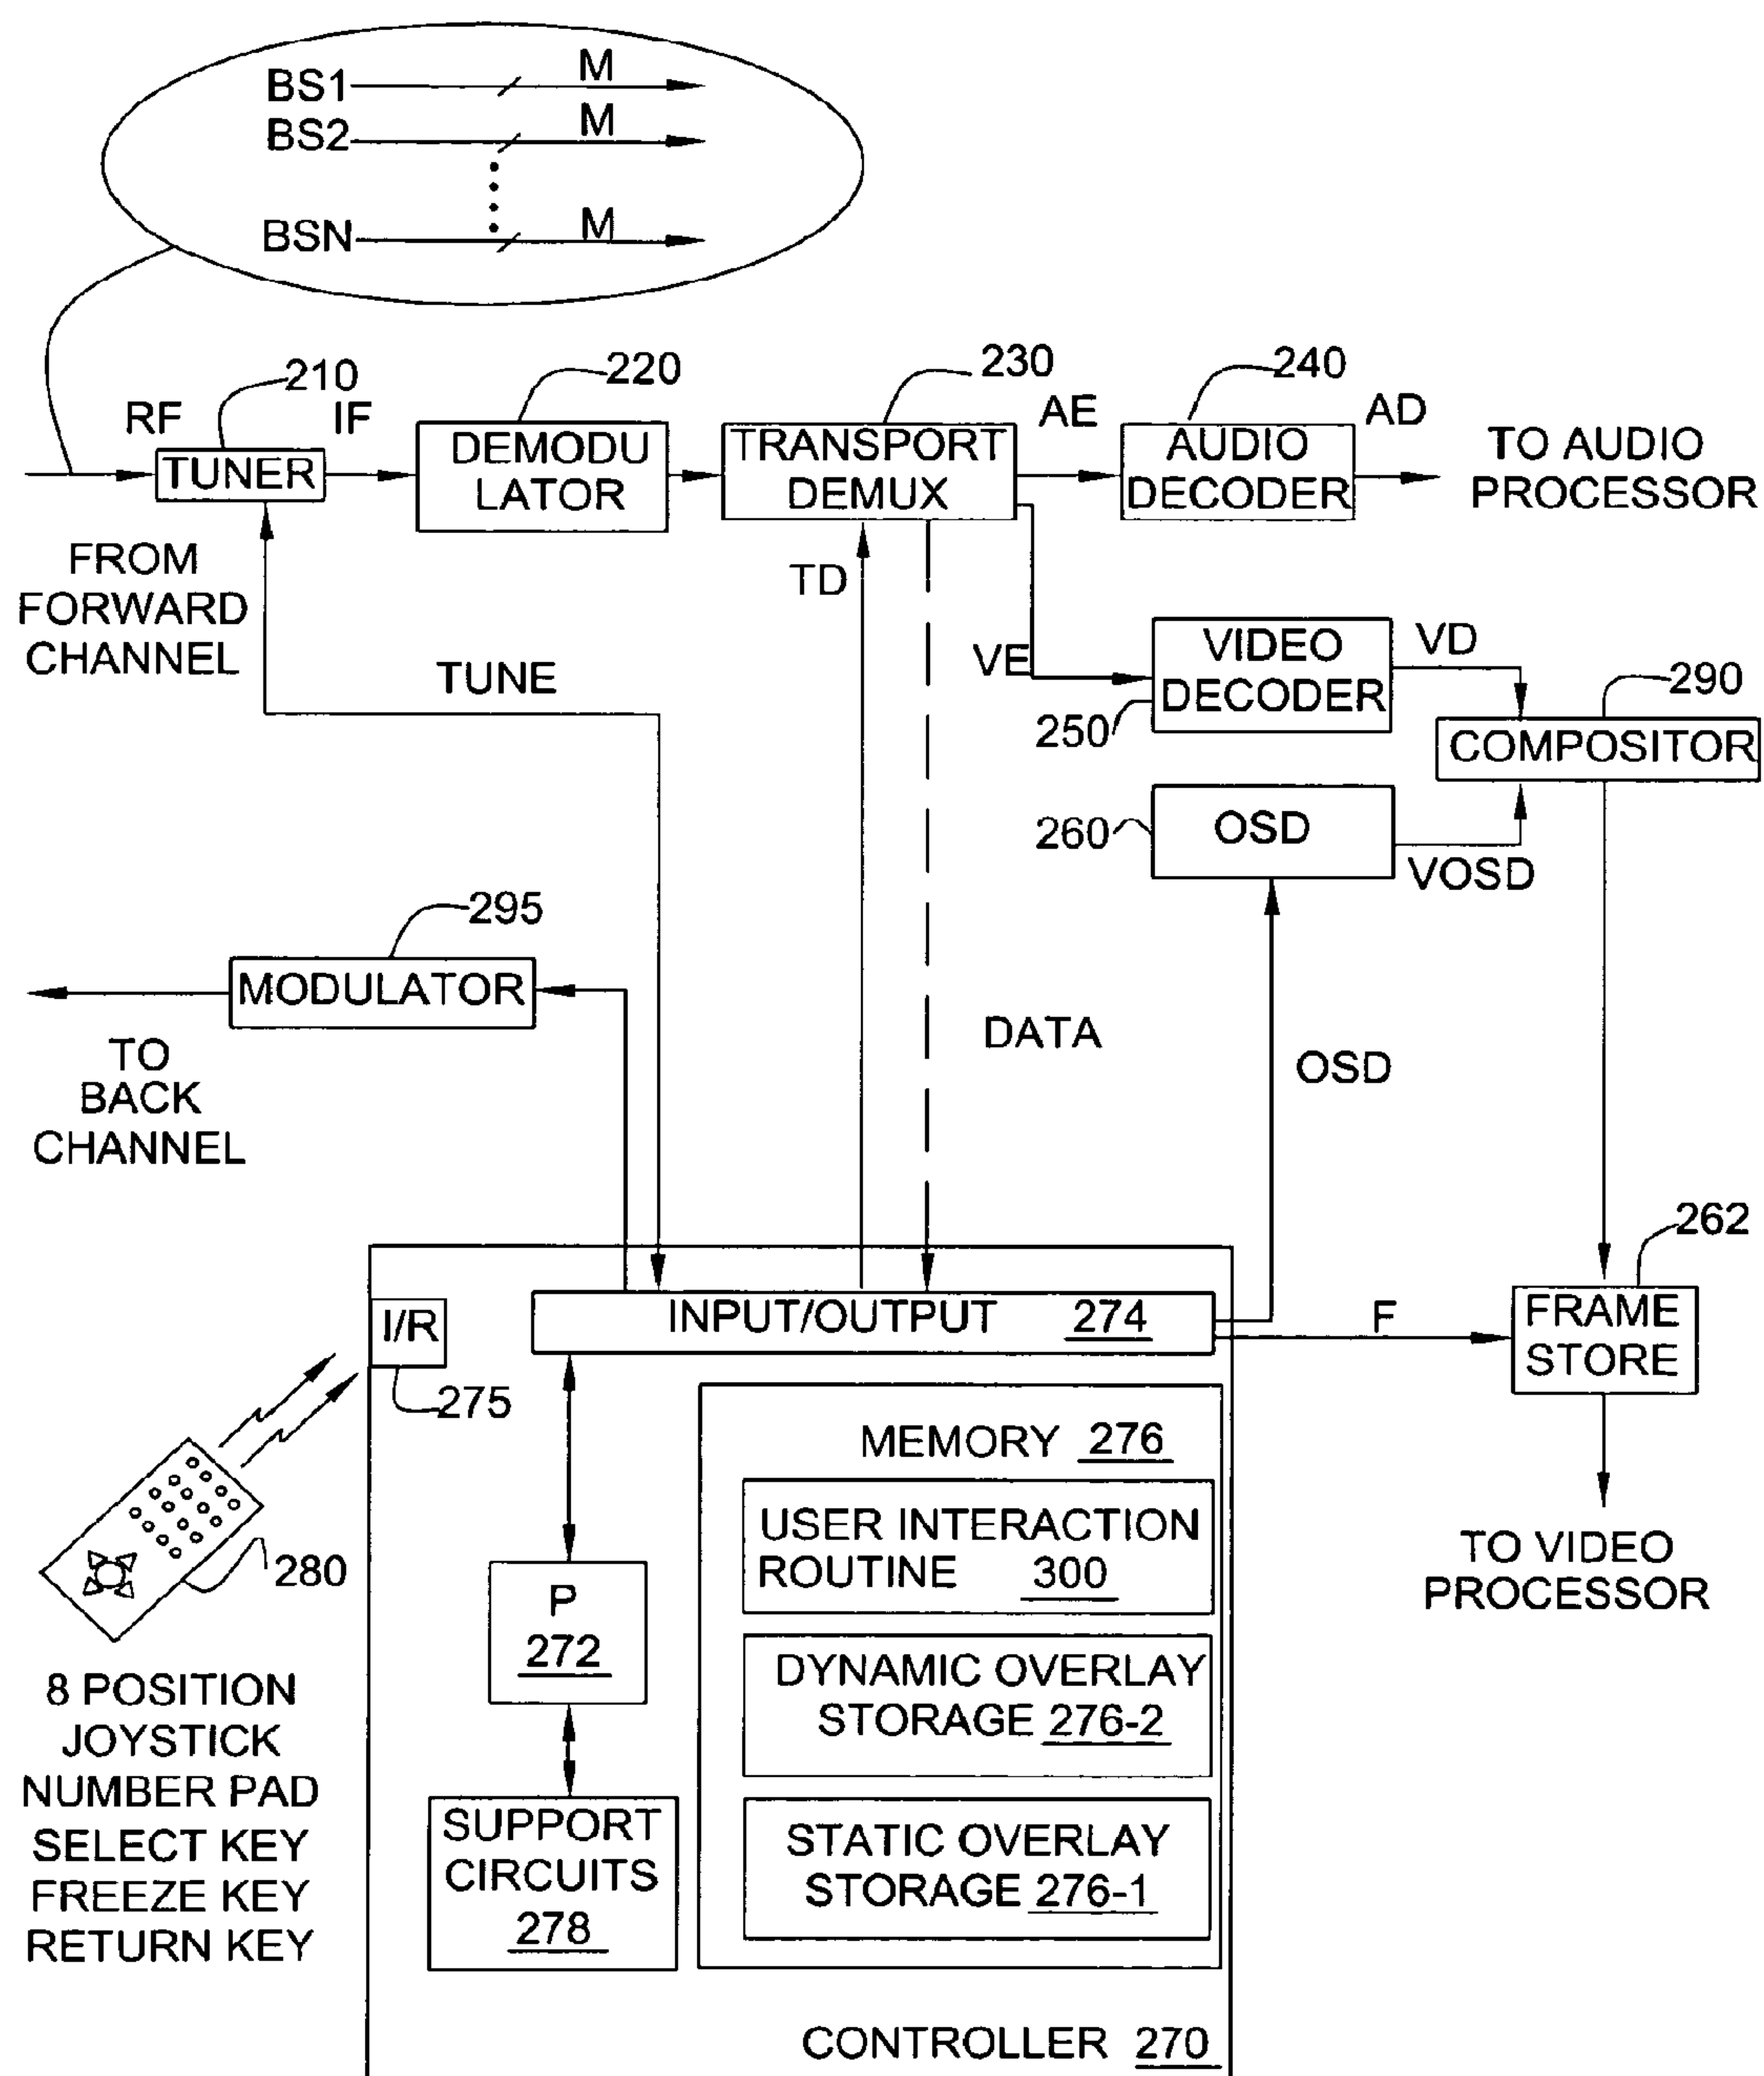 BS1 M
BS2 M
BSN M
210
220
230
240
RF
IF
AE
AD
TUNER
DEMODU
LATOR
TRANSPORT
DEMUX
AUDIO
DECODER
TO AUDIO
PROCESSOR
FROM
FORWARD
CHANNEL
TUNE
TD
VE
VIDEO
DECODER
250
VD
290
COMPOSITOR
260
OSD
VOSD
295
MODULATOR
TO
BACK
CHANNEL
DATA
OSD
262
I/R
275
INPUT/OUTPUT 274
F
FRAME
STORE
MEMORY 276
USER INTERACTION
ROUTINE 300
DYNAMIC OVERLAY
STORAGE 276-2
STATIC OVERLAY
STORAGE 276-1
P
272
SUPPORT
CIRCUITS
278
TO VIDEO
PROCESSOR
280
8 POSITION
JOYSTICK
NUMBER PAD
SELECT KEY
FREEZE KEY
RETURN KEY
CONTROLLER 270